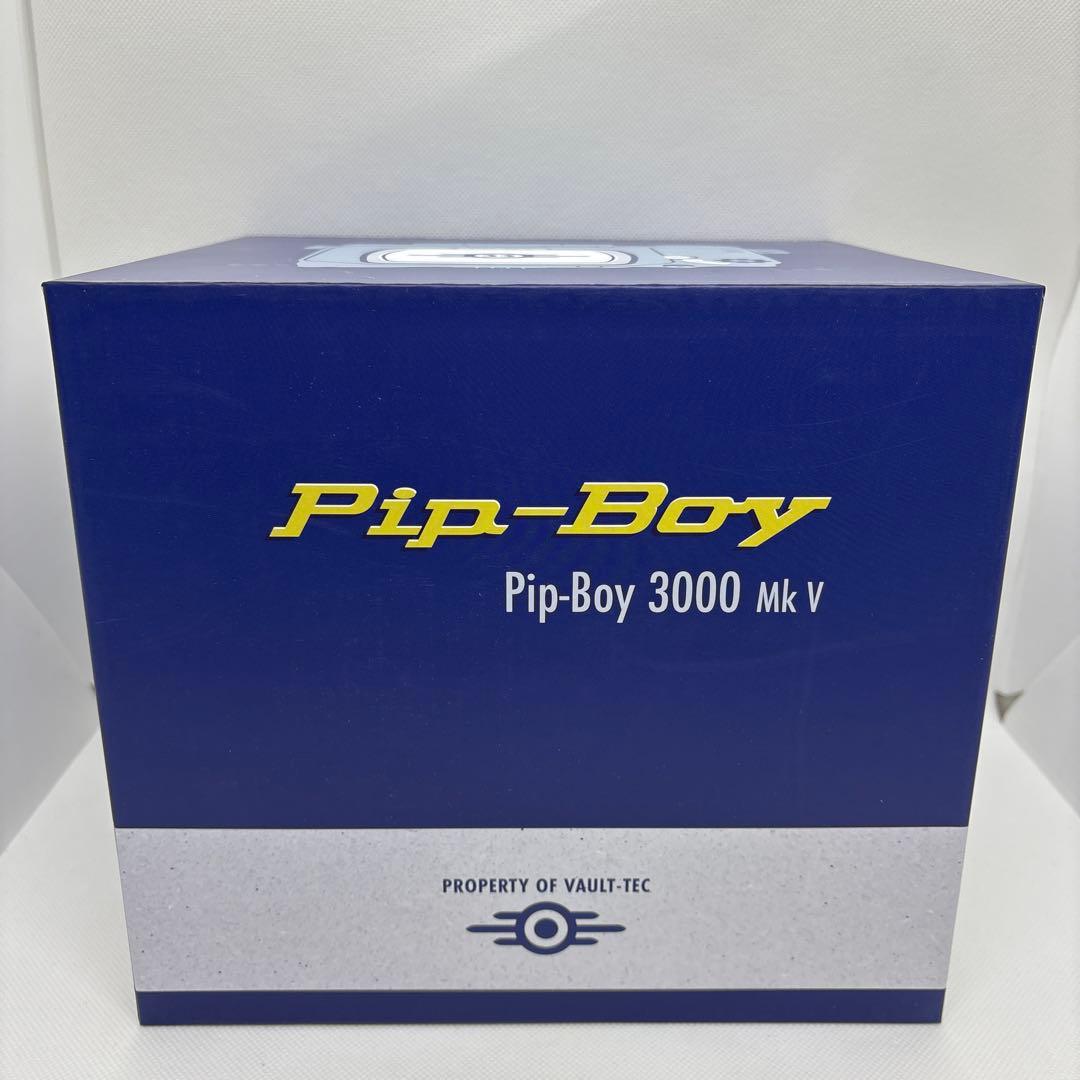 Pip-Boy
Pip-Boy 3000 Mk V
PROPERTY OF VAULT-TEC